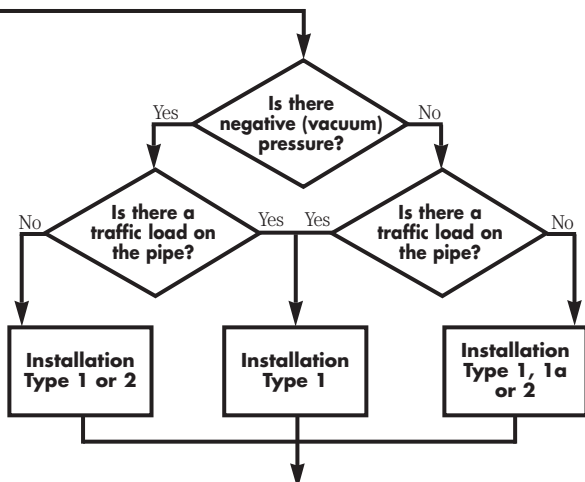 Is there
negative (vacuum)
pressure?
Yes
No
Is there a
traffic load on
the pipe?
No
Yes
Yes
Is there a
traffic load on
the pipe?
No
Installation
Type 1 or 2
Installation
Type 1
Installation
Type 1, 1a
or 2